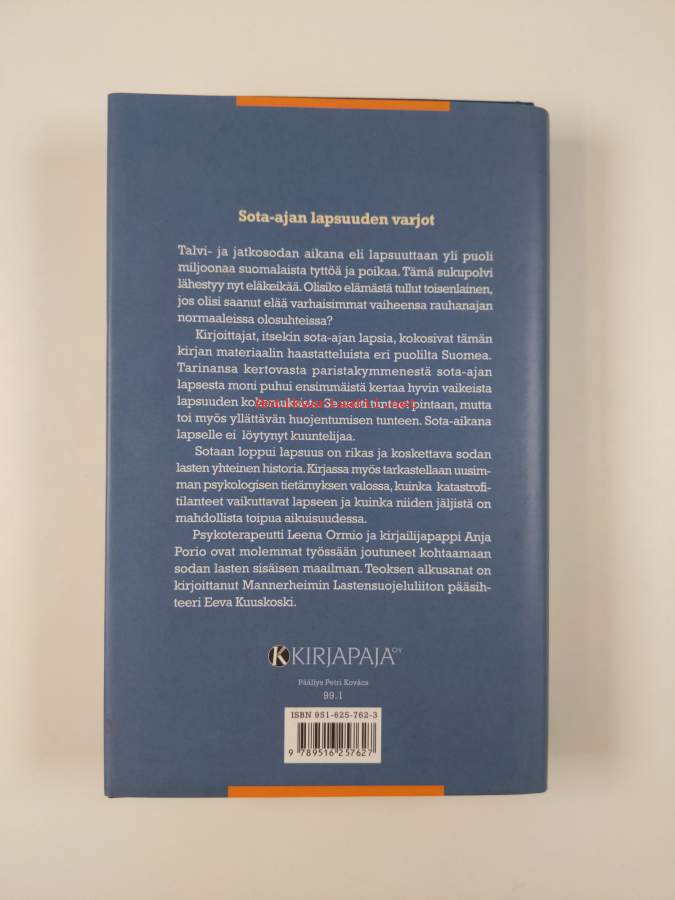 Sota-ajan lapsuuden varjot
Talvi- ja jatkosodan aikana eli lapsuuttaan yli puoli
miljoonaa suomalaista tyttöä ja poikaa. Tämä sukupolvi
lähestyy nyt eläkeikää. Olisiko elämästä tullut toisenlainen,
jos olisi saanut elää varhaisimmat vaiheensa rauhanajan
normaaleissa olosuhteissa?
Kirjoittajat, itsekin sota-ajan lapsia, kokosivat tämän
kirjan materiaalin haastatteluista eri puolilta Suomea.
Tarinansa kertovasta paristakymmenestä sota-ajan
lapsesta moni puhui ensimmäistä kertaa hyvin vaikeista
lapsuuden tunteet pintaan, mutta
toi myös yllättävän huojentumisen tunteen. Sota-aikana
lapselle ei löytynyt kuuntelijaa.
Sotaan loppui lapsuus on rikas ja koskettava sodan
lasten yhteinen historia. Kirjassa myös tarkastellaan uusim-
man psykologisen tietämyksen valossa, kuinka katastrofi-
tilanteet vaikuttavat lapseen ja kuinka niiden jäljistä on
mahdollista toipua aikuisuudessa.
Psykoterapeutti Leena Ormio ja kirjailijapappi Anja
Porio ovat molemmat työssään joutuneet kohtaamaan
sodan lasten sisäisen maailman. Teoksen alkusanat on
kirjoittanut Mannerheimin Lastensuojeluliiton pääsih-
teeri Eeva Kuuskoski.
KIRJAPAJA OY
Päällys Petri Kovács
99.1
ISBN 951-625-762-3
9 789516 257627